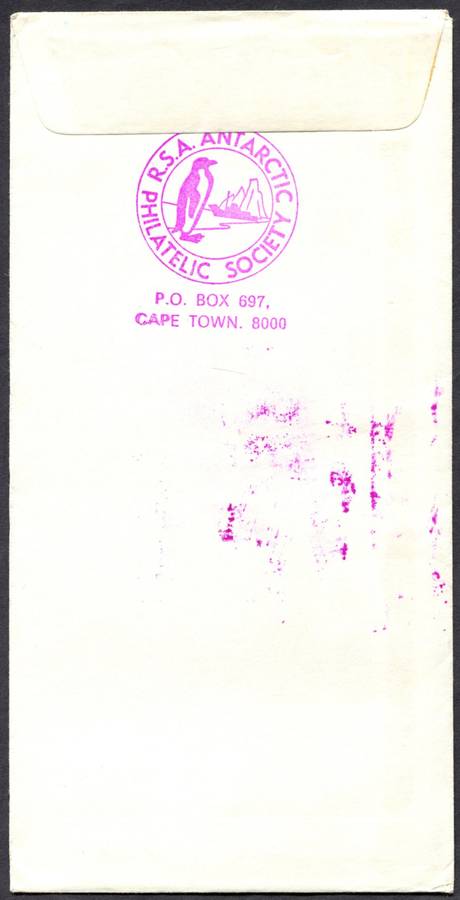 R.S.A. ANTARCTIC
PHILATELIC SOCIETY
P.O. BOX 697,
CAPE TOWN. 8000